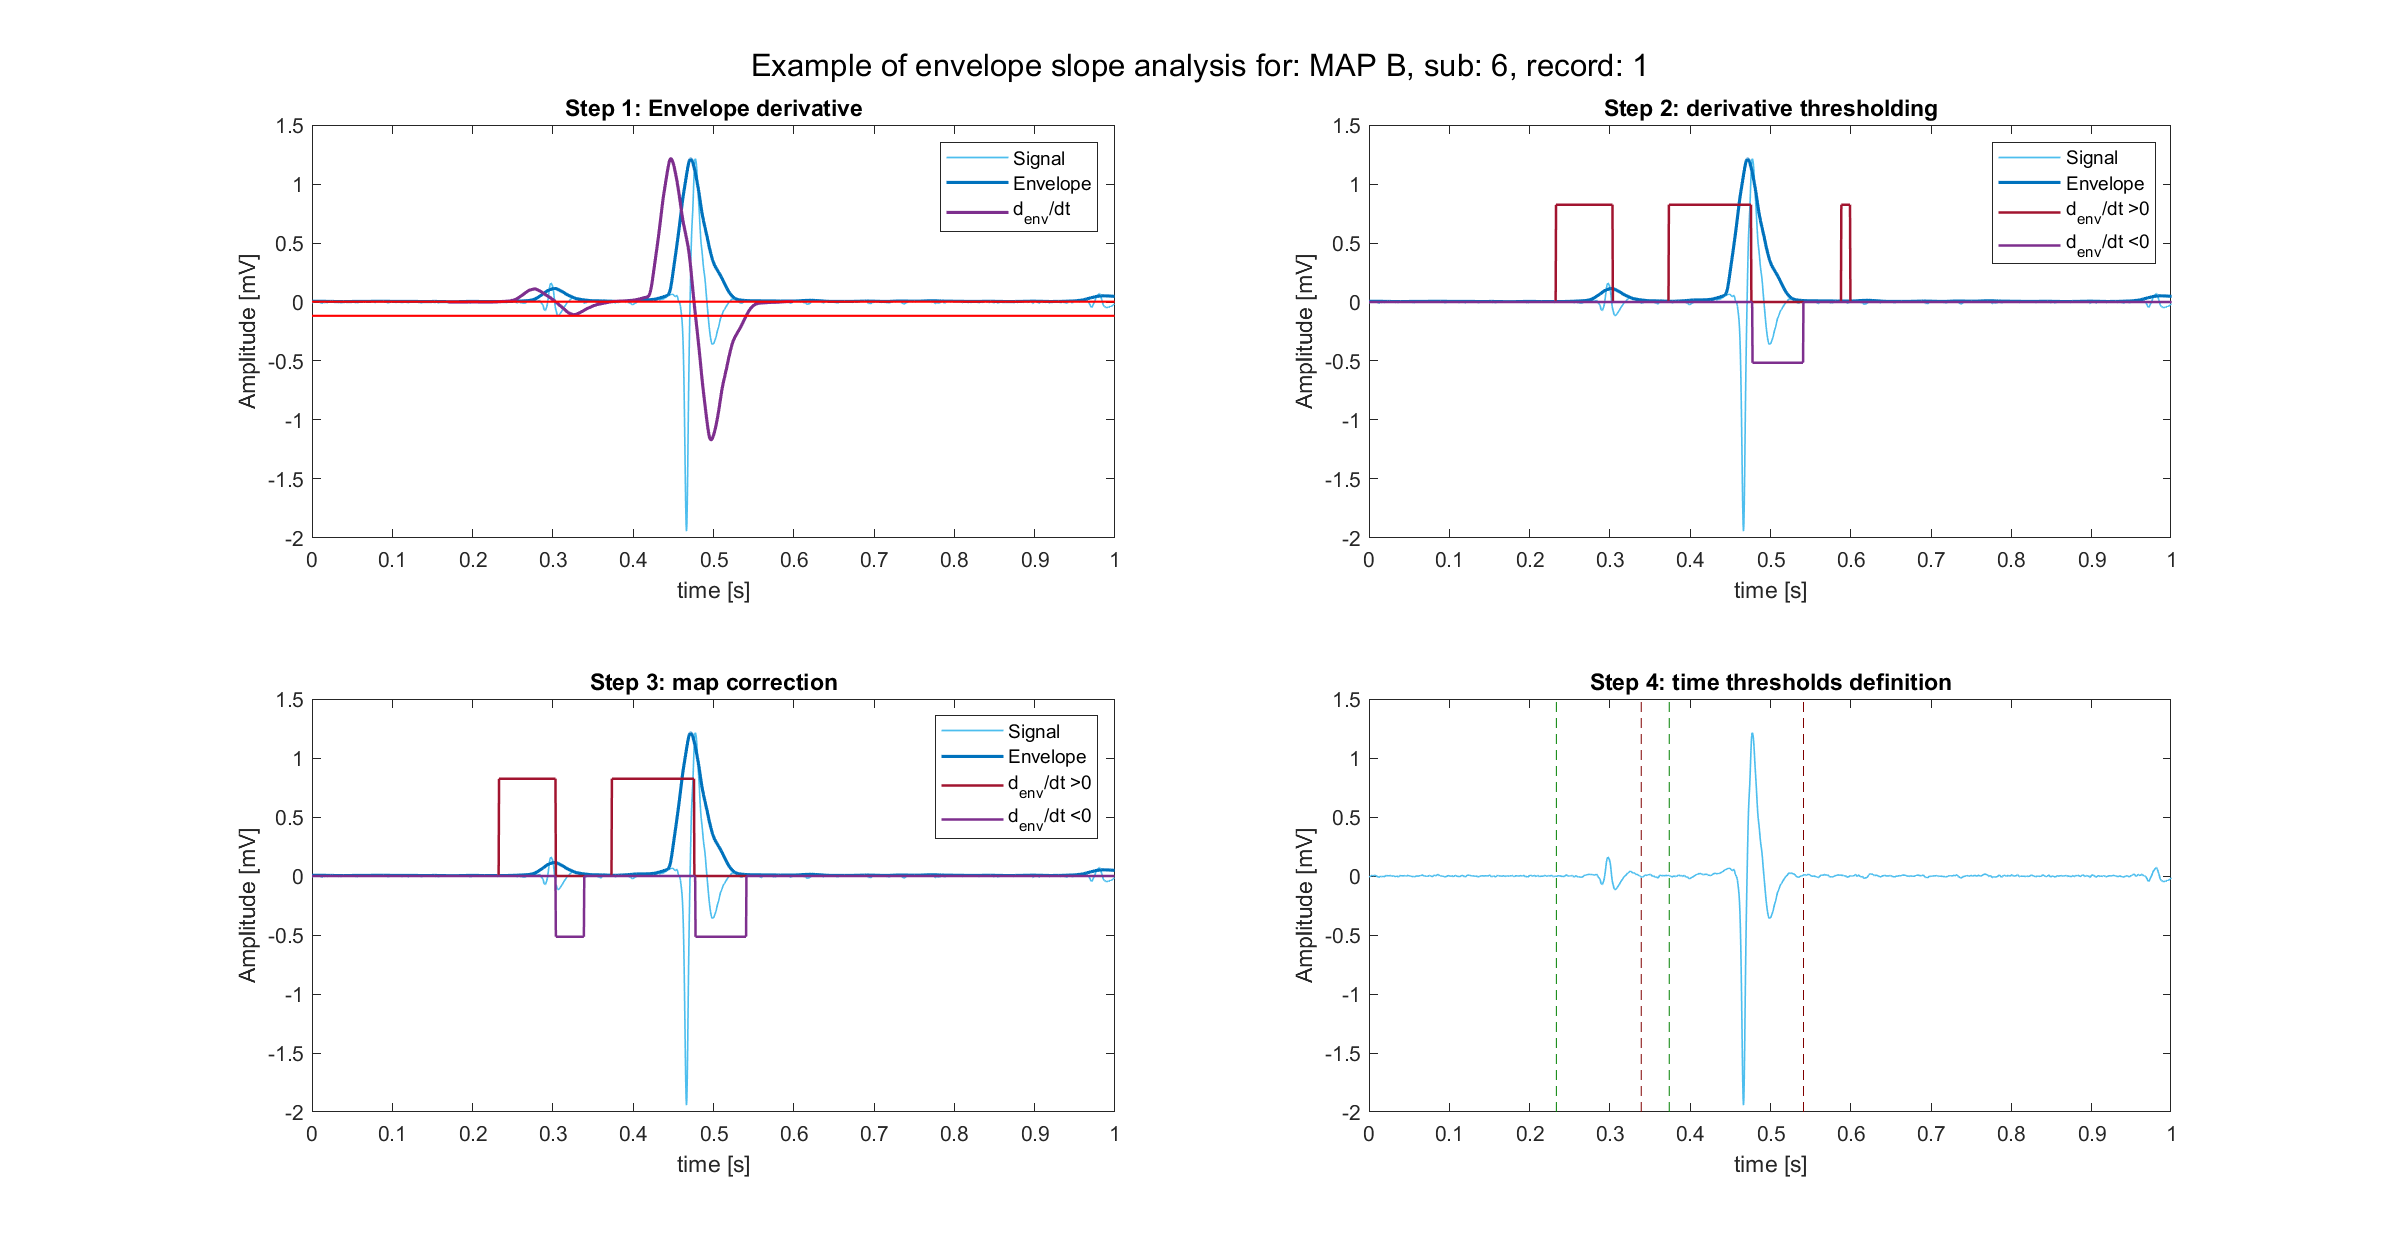 Example of envelope slope analysis for: MAP B, sub: 6, record: 1
Step 1: Envelope derivative
1.5
1
0.5
0
-0.5
-1
-1.5
-2
Amplitude [mV]
Signal
Envelope
d_env/dt
0 0.1 0.2 0.3 0.4 0.5 0.6 0.7 0.8 0.9 1
time [s]
Step 2: derivative thresholding
1.5
1
0.5
0
-0.5
-1
-1.5
-2
Amplitude [mV]
Signal
Envelope
d_env/dt >0
d_env/dt <0
0 0.1 0.2 0.3 0.4 0.5 0.6 0.7 0.8 0.9 1
time [s]
Step 3: map correction
1.5
1
0.5
0
-0.5
-1
-1.5
-2
Amplitude [mV]
Signal
Envelope
d_env/dt >0
d_env/dt <0
0 0.1 0.2 0.3 0.4 0.5 0.6 0.7 0.8 0.9 1
time [s]
Step 4: time thresholds definition
1.5
1
0.5
0
-0.5
-1
-1.5
-2
Amplitude [mV]
0 0.1 0.2 0.3 0.4 0.5 0.6 0.7 0.8 0.9 1
time [s]